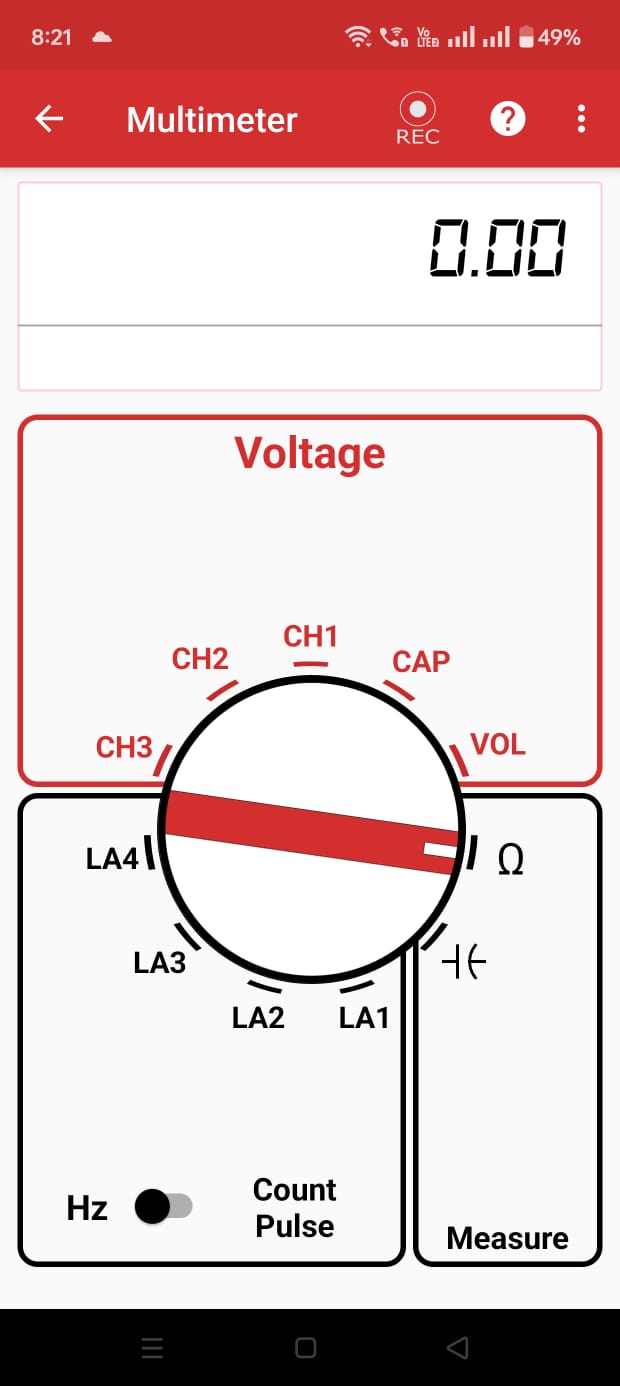 8:21
Vo
LTE2
49%
Multimeter
REC
?
0.00
Voltage
CH1
CH2
CAP
CH3
VOL
LA4
Ω
LA3
LA2
LA1
Hz
Count
Pulse
Measure